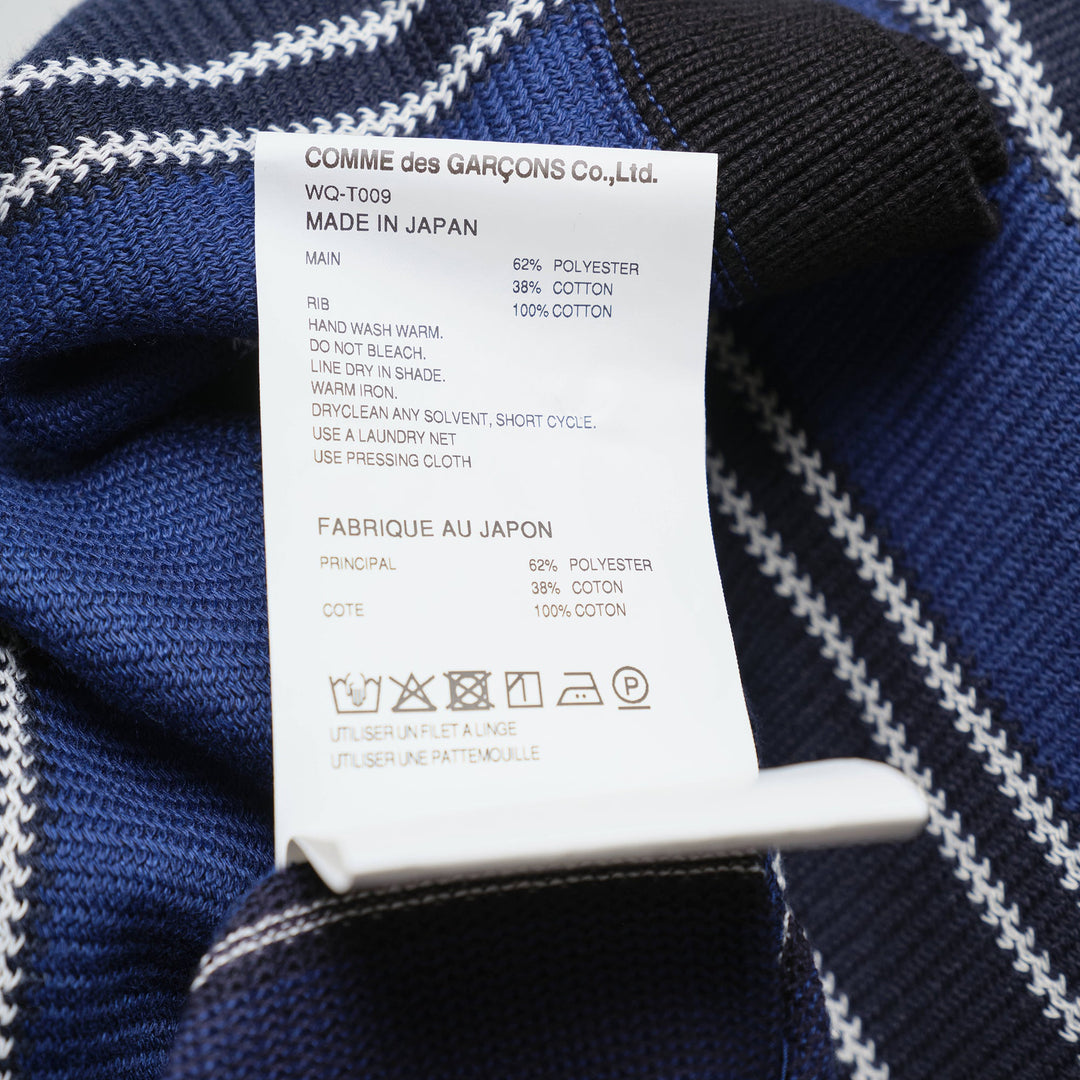 COMME des GARÇONS Co.,Ltd.
WQ-T009
MADE IN JAPAN
MAIN 62% POLYESTER
38% COTTON
RIB 100% COTTON
HAND WASH WARM.
DO NOT BLEACH.
LINE DRY IN SHADE.
WARM IRON.
DRYCLEAN ANY SOLVENT, SHORT CYCLE.
USE A LAUNDRY NET
USE PRESSING CLOTH
FABRIQUE AU JAPON
PRINCIPAL 62% POLYESTER
38% COTON
COTE 100% COTON
P
UTILISER UN FILET A LINGE
UTILISER UNE PATTEMOUILLE